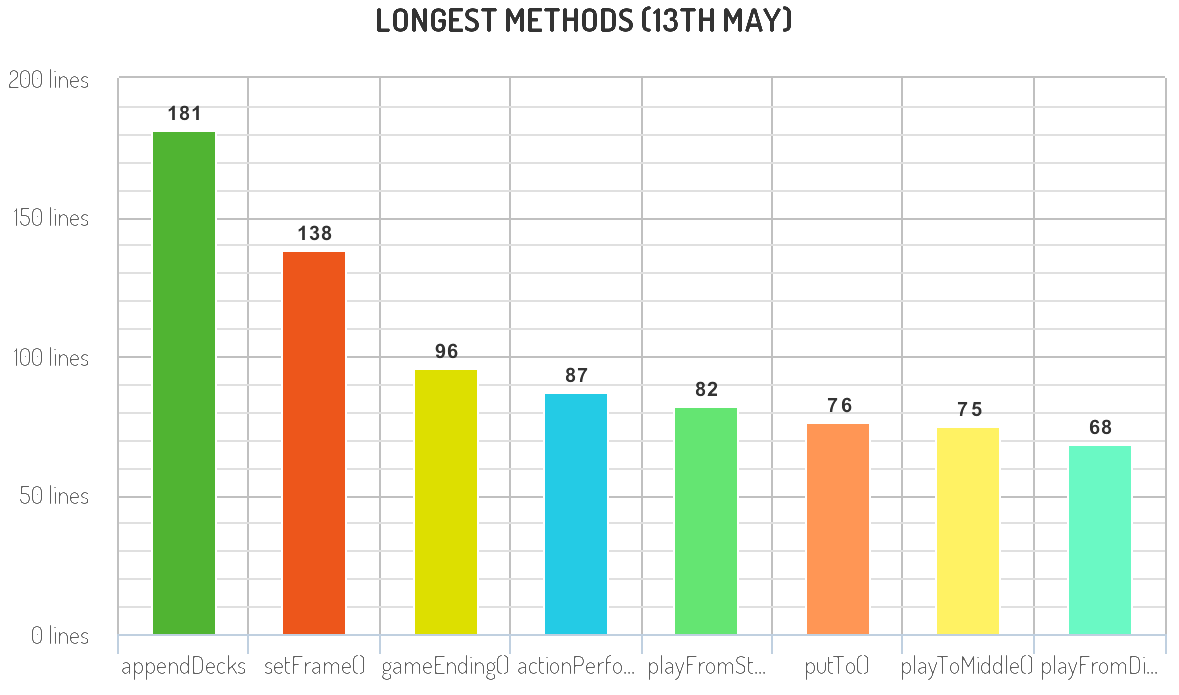 LONGEST METHODS (13TH MAY)
200 lines
150 lines
100 lines
50 lines
0 lines
181
138
96
87
82
76
75
68
appendDecks
setFrame()
gameEnding()
actionPerfo...
playFromSt...
putTo()
playToMiddle()
playFromDi...